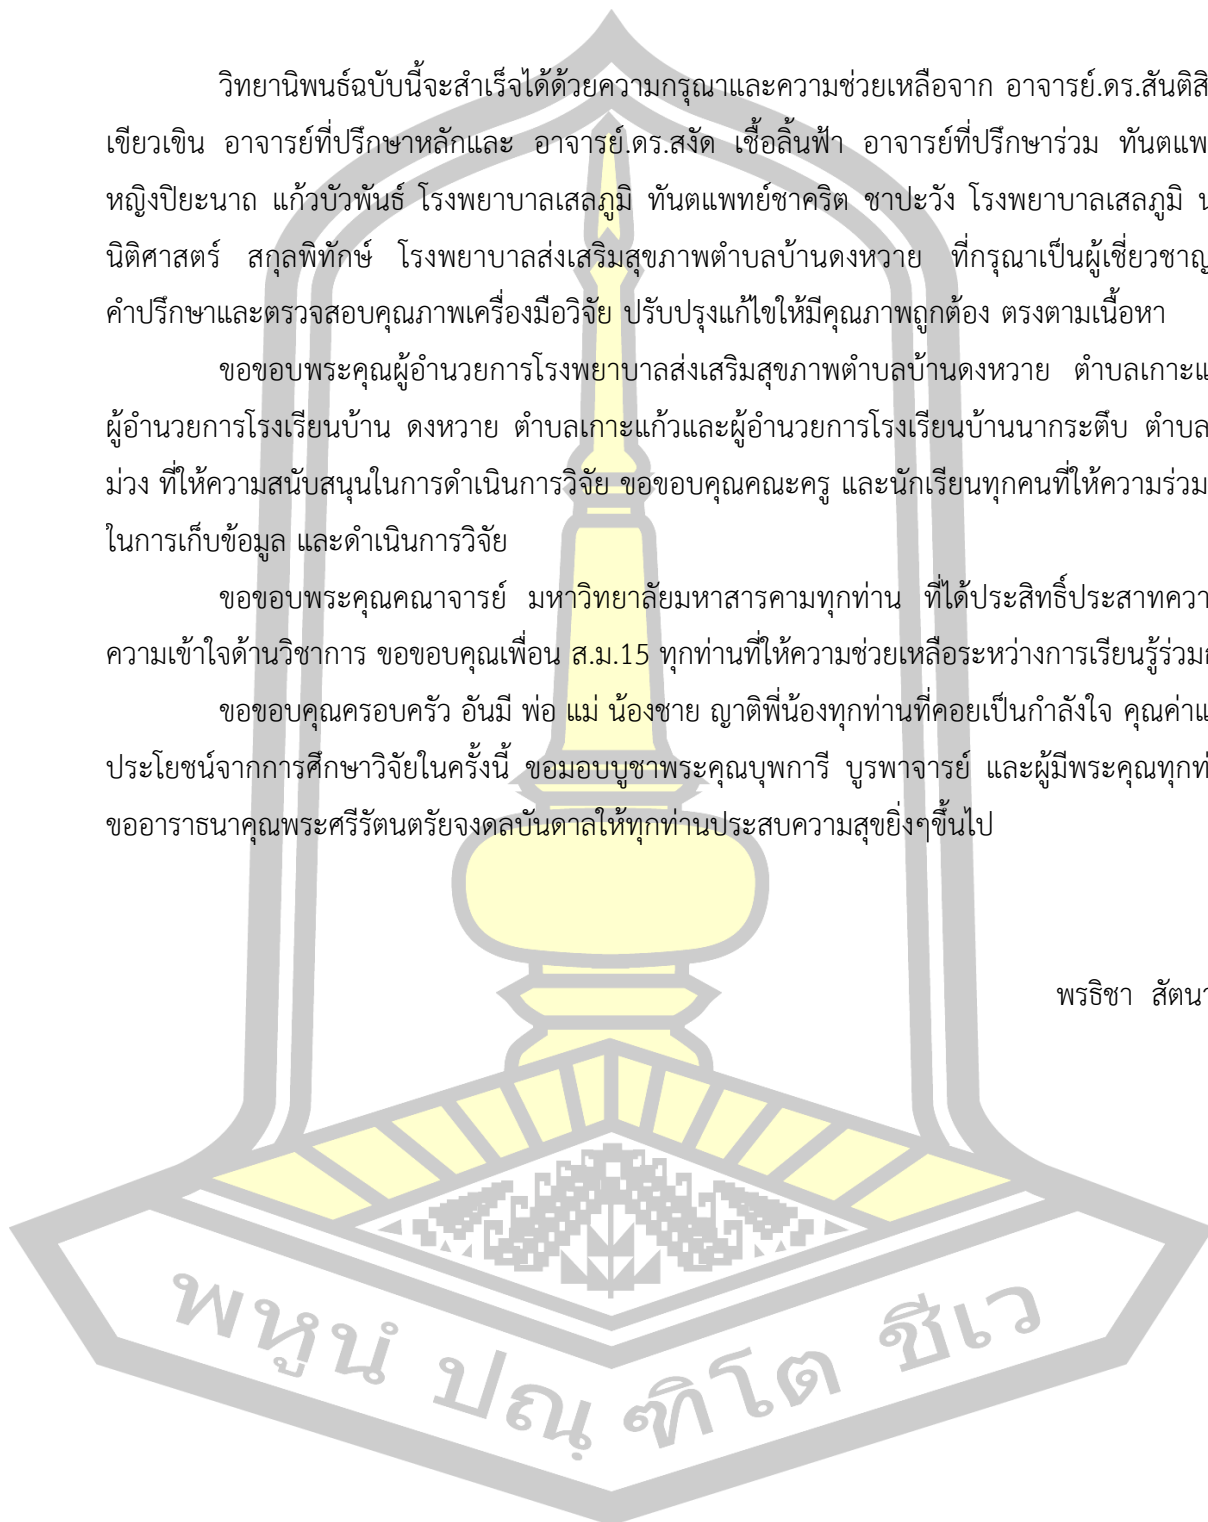 วิทยานิพนธ์ฉบับนี้จะสำเร็จได้ด้วยความกรุณาและความช่วยเหลือจาก อาจารย์.ดร.สันติสิ
เขียวเขิน อาจารย์ที่ปรึกษาหลักและ อาจารย์.ดร.สงัด เชื้อลิ้นฟ้า อาจารย์ที่ปรึกษาร่วม ทันตแพ
หญิงปิยะนาถ แก้วบัวพันธ์ โรงพยาบาลเสลภูมิ ทันตแพทย์ชาคริต ชาปะวัง โรงพยาบาลเสลภูมิ
นิติศาสตร์ สกุลพิทักษ์ โรงพยาบาลส่งเสริมสุขภาพตำบลบ้านดงหวาย ที่กรุณาเป็นผู้เชี่ยวชาญ
คำปรึกษาและตรวจสอบคุณภาพเครื่องมือวิจัย ปรับปรุงแก้ไขให้มีคุณภาพถูกต้อง ตรงตามเนื้อหา
ขอขอบพระคุณผู้อำนวยการโรงพยาบาลส่งเสริมสุขภาพตำบลบ้านดงหวาย ตำบลเกาะแ
ผู้อำนวยการโรงเรียนบ้าน ดงหวาย ตำบลเกาะแก้วและผู้อำนวยการโรงเรียนบ้านนากระตึบ ตำบล
ม่วง ที่ให้ความสนับสนุนในการดำเนินการวิจัย ขอขอบคุณคณะครู และนักเรียนทุกคนที่ให้ความร่วม
ในการเก็บข้อมูล และดำเนินการวิจัย
ขอขอบพระคุณคณาจารย์ มหาวิทยาลัยมหาสารคามทุกท่าน ที่ได้ประสิทธิ์ประสาทควา
ความเข้าใจด้านวิชาการ ขอขอบคุณเพื่อน ส.ม.15 ทุกท่านที่ให้ความช่วยเหลือระหว่างการเรียนรู้ร่วมก
ขอขอบคุณครอบครัว อันมี พ่อ แม่ น้องชาย ญาติพี่น้องทุกท่านที่คอยเป็นกำลังใจ คุณค่าแ
ประโยชน์จากการศึกษาวิจัยในครั้งนี้ ขอมอบบูชาพระคุณบุพการี บูรพาจารย์ และผู้มีพระคุณทุกท่
ขออาราธนาคุณพระศรีรัตนตรัยจงดลบันดาลให้ทุกท่านประสบความสุขยิ่งๆขึ้นไป
พรธิชา สัตนา
พหูนํ ปณฺฑิโต ชีเว